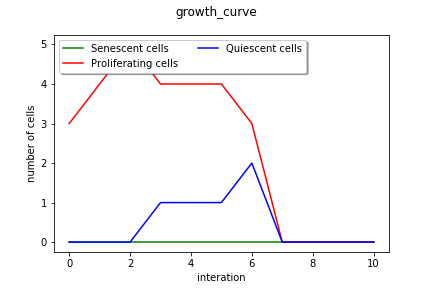 growth_curve
Senescent cells
Proliferating cells
Quiescent cells
number of cells
5
4
3
2
1
0
0 2 4 6 8 10
interation